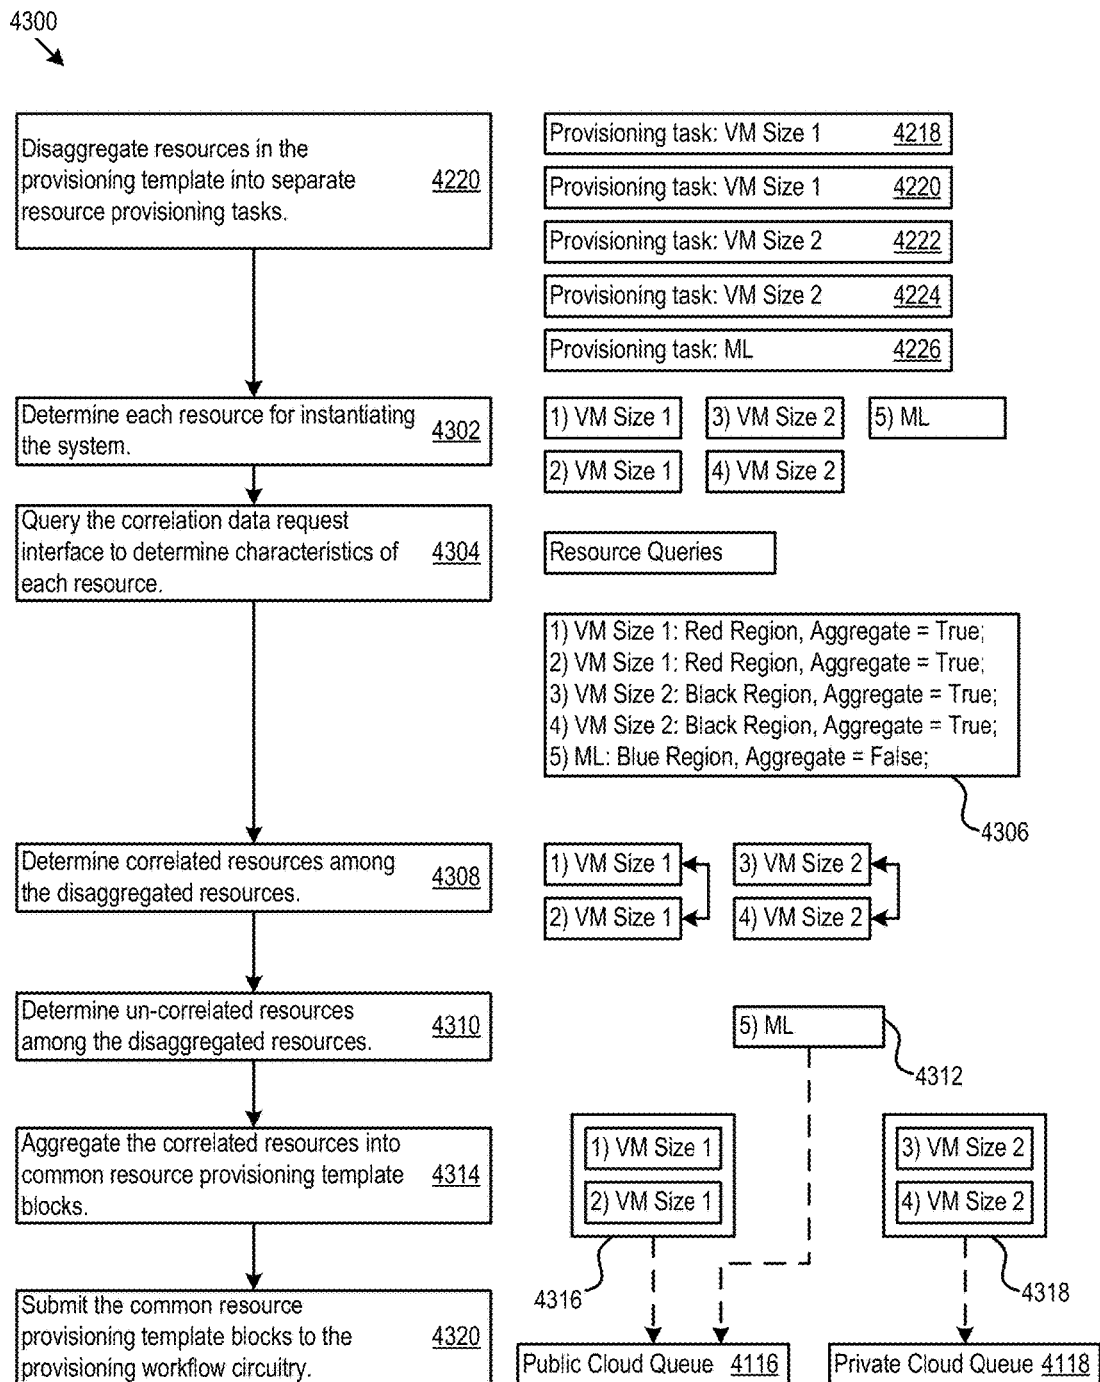 4300
Disaggregate resources in the
provisioning template into separate
resource provisioning tasks.
4220
Provisioning task: VM Size 1 4218
Provisioning task: VM Size 1 4220
Provisioning task: VM Size 2 4222
Provisioning task: VM Size 2 4224
Provisioning task: ML 4226
Determine each resource for instantiating
the system.
4302
1) VM Size 1
3) VM Size 2
5) ML
2) VM Size 1
4) VM Size 2
Query the correlation data request
interface to determine characteristics of
each resource.
4304
Resource Queries
1) VM Size 1: Red Region, Aggregate = True;
2) VM Size 1: Red Region, Aggregate = True;
3) VM Size 2: Black Region, Aggregate = True;
4) VM Size 2: Black Region, Aggregate = True;
5) ML: Blue Region, Aggregate = False;
4306
Determine correlated resources among
the disaggregated resources.
4308
1) VM Size 1
3) VM Size 2
2) VM Size 1
4) VM Size 2
Determine un-correlated resources
among the disaggregated resources.
4310
5) ML
4312
Aggregate the correlated resources into
common resource provisioning template
blocks.
4314
1) VM Size 1
2) VM Size 1
3) VM Size 2
4) VM Size 2
4316
4318
Submit the common resource
provisioning template blocks to the
provisioning workflow circuitry.
4320
Public Cloud Queue 4116
Private Cloud Queue 4118